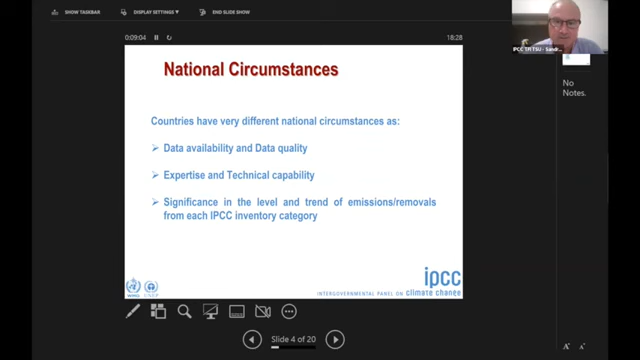 SHOW TASKBAR
DISPLAY SETTINGS
END SLIDE SHOW
0:09:04
18:28
IPCC TFI TSU - Sandr...
No
Notes.
National Circumstances
Countries have very different national circumstances as:
Data availability and Data quality
Expertise and Technical capability
Significance in the level and trend of emissions/removals
from each IPCC inventory category
WMO
UNEP
ipcc
INTERGOVERNMENTAL PANEL ON climate change
Slide 4 of 20
A A